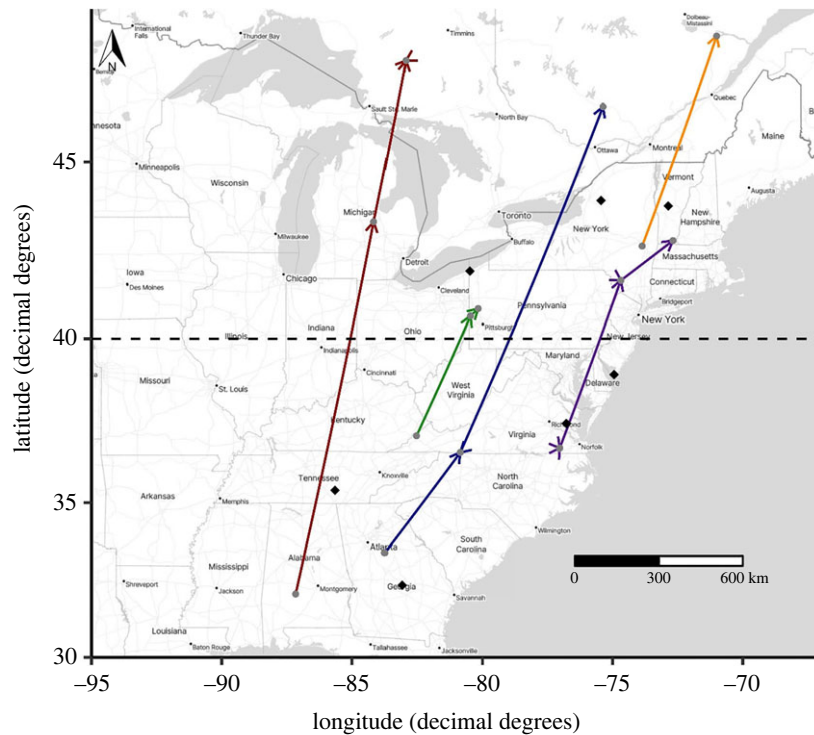 Dolbeau-
Mistassini
International
Falls
Thunder Bay
Timmins
N
Quebec
Sault Ste. Marie
North Bay
nnesota
Ottawa
Montreal
Maine
45
Minneapolis
Vermont
Wisconsin
Augusta
Michigan
Toronto
New
Hampshire
New York
Milwaukee
Buffalo
Massachusetts
Detroit
Iowa
Chicago
Connecticut
Des Moines
Cleveland
Bridgeport
Pennsylvania
New York
Indiana
Ohio
Pittsburgh
40
Illinois
New Jersey
Indianapolis
Maryland
Cincinnati
Missouri
St. Louis
West
Virginia
Delaware
Kentucky
Virginia
Norfolk
Tennessee
Knoxville
North
Carolina
Arkansas
Memphis
35
Wilmington
Atlanta
South
Carolina
Alabama
Mississippi
Shreveport
Jackson
Montgomery
Georgia
Savannah
0
300
600 km
Louisiana
Baton Rouge
Tallahassee
Jacksonville
30
–95
–90
–85
–80
–75
–70
longitude (decimal degrees)
latitude (decimal degrees)